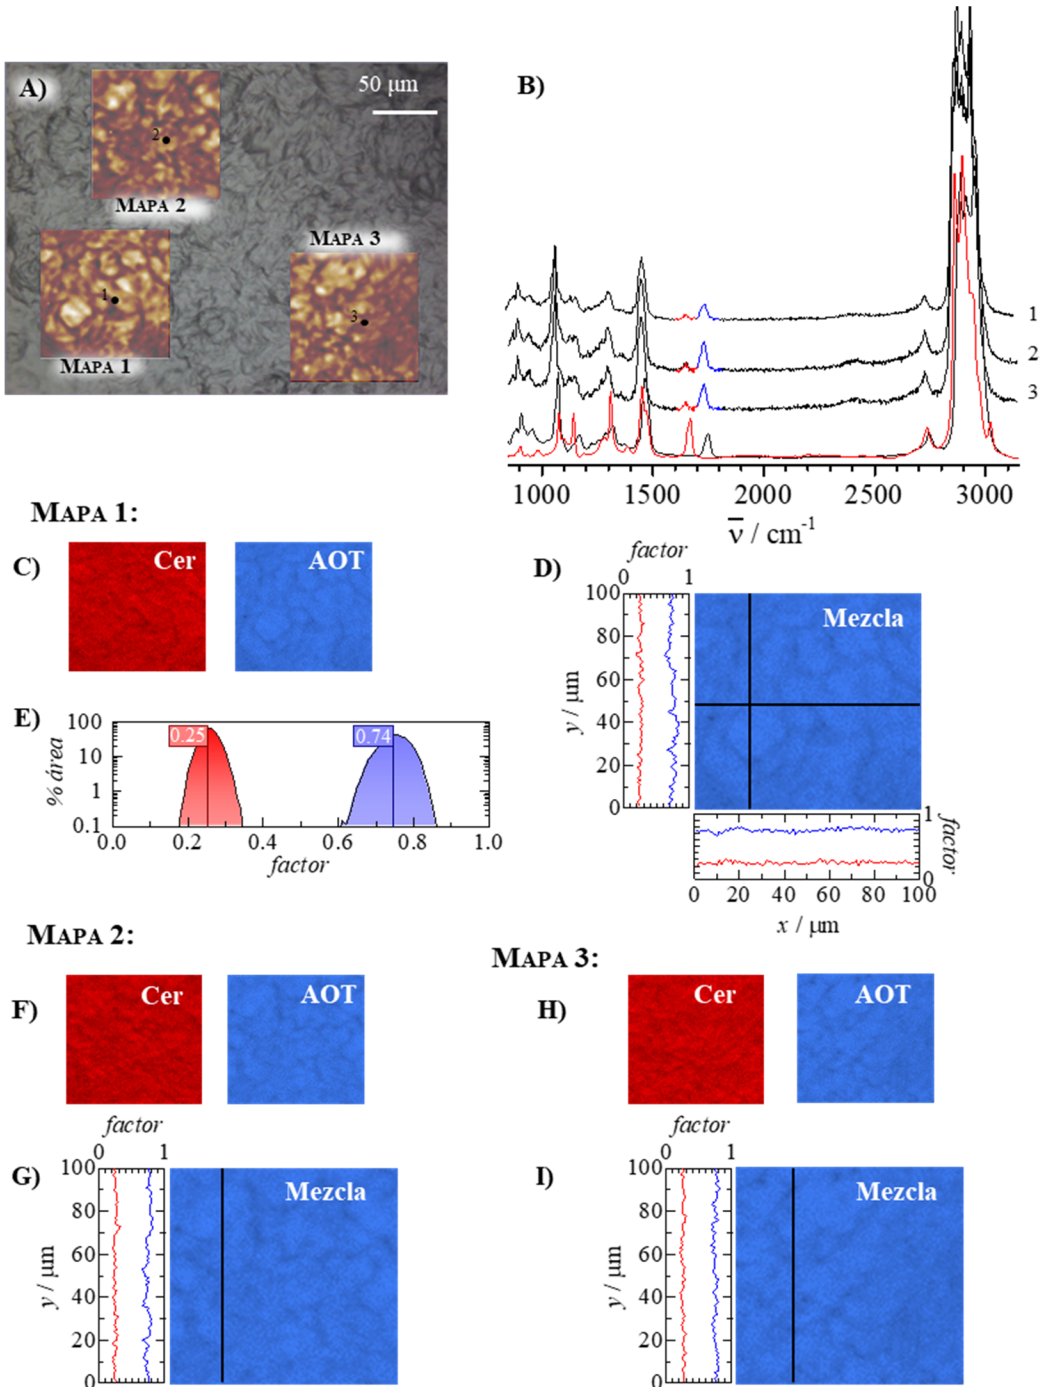 A)
50 μm
2
MAPA 2
MAPA 3
1
3
MAPA 1
B)
1
2
3
1000 1500 2000 2500 3000
ν̅ / cm⁻¹
MAPA 1:
C)
Cer
AOT
D)
factor
0 1
100
80
60
40
20
0
y / μm
Mezcla
1
0
factor
0 20 40 60 80 100
x / μm
E)
100
10
1
0.1
% área
0.25
0.74
0.0 0.2 0.4 0.6 0.8 1.0
factor
MAPA 2:
F)
Cer
AOT
G)
factor
0 1
100
80
60
40
20
0
y / μm
Mezcla
MAPA 3:
H)
Cer
AOT
I)
factor
0 1
100
80
60
40
20
0
y / μm
Mezcla